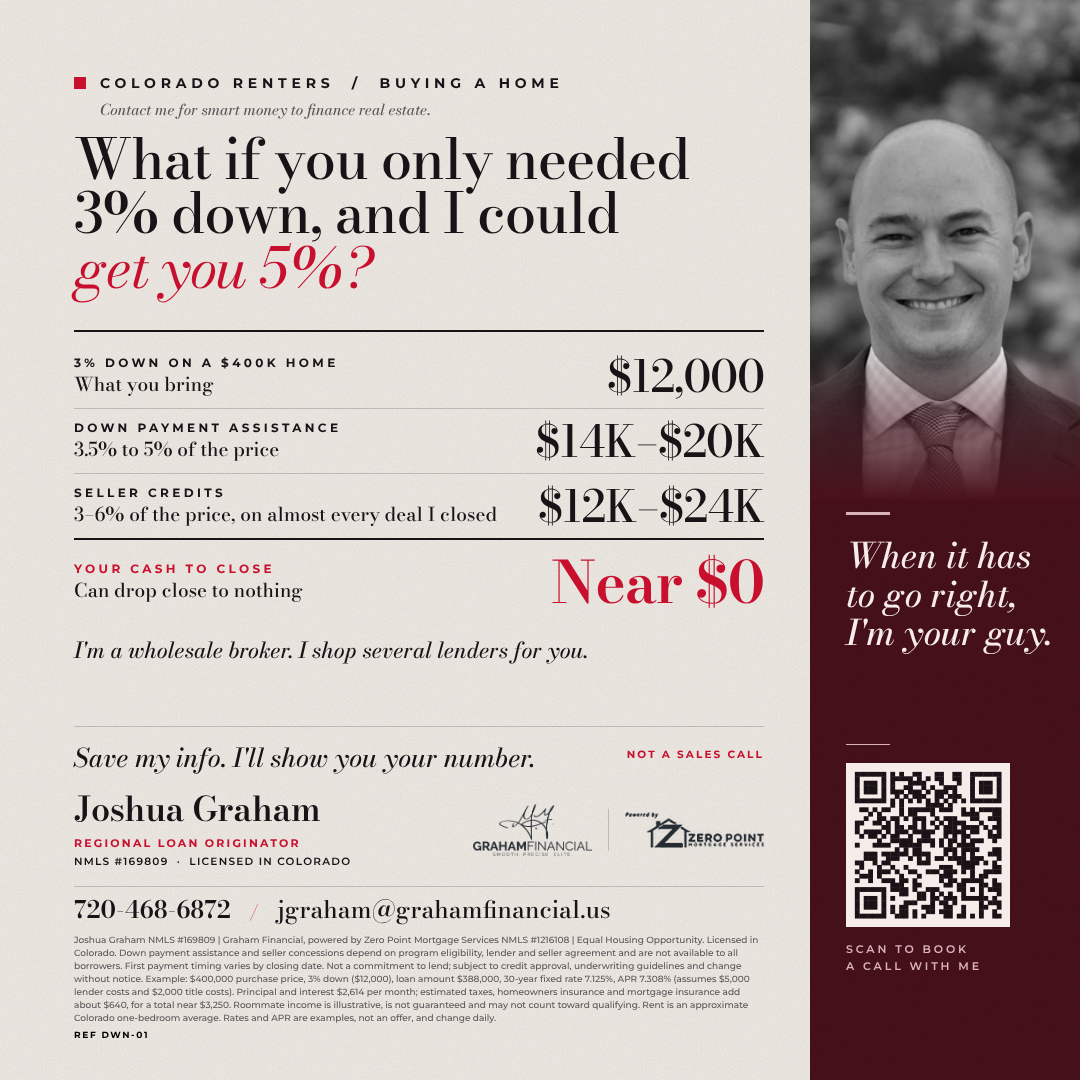 COLORADO RENTERS / BUYING A HOME
Contact me for smart money to finance real estate.
What if you only needed
3% down, and I could
get you 5%?
3% DOWN ON A $400K HOME
What you bring
$12,000
DOWN PAYMENT ASSISTANCE
3.5% to 5% of the price
$14K–$20K
SELLER CREDITS
3–6% of the price, on almost every deal I closed
$12K–$24K
YOUR CASH TO CLOSE
Can drop close to nothing
Near $0
I'm a wholesale broker. I shop several lenders for you.
Save my info. I'll show you your number.
NOT A SALES CALL
Joshua Graham
REGIONAL LOAN ORIGINATOR
NMLS #169809 · LICENSED IN COLORADO
GRAHAMFINANCIAL
SMOOTH. PRECISE. ELITE.
Powered by
ZERO POINT
MORTGAGE SERVICES
720-468-6872 / jgraham@grahamfinancial.us
Joshua Graham NMLS #169809 | Graham Financial, powered by Zero Point Mortgage Services NMLS #1216108 | Equal Housing Opportunity. Licensed in
Colorado. Down payment assistance and seller concessions depend on program eligibility, lender and seller agreement and are not available to all
borrowers. First payment timing varies by closing date. Not a commitment to lend; subject to credit approval, underwriting guidelines and change
without notice. Example: $400,000 purchase price, 3% down ($12,000), loan amount $388,000, 30-year fixed rate 7.125%, APR 7.308% (assumes $5,000
lender costs and $2,000 title costs). Principal and interest $2,614 per month; estimated taxes, homeowners insurance and mortgage insurance add
about $640, for a total near $3,250. Roommate income is illustrative, is not guaranteed and may not count toward qualifying. Rent is an approximate
Colorado one-bedroom average. Rates and APR are examples, not an offer, and change daily.
REF DWN-01
When it has
to go right,
I'm your guy.
SCAN TO BOOK
A CALL WITH ME